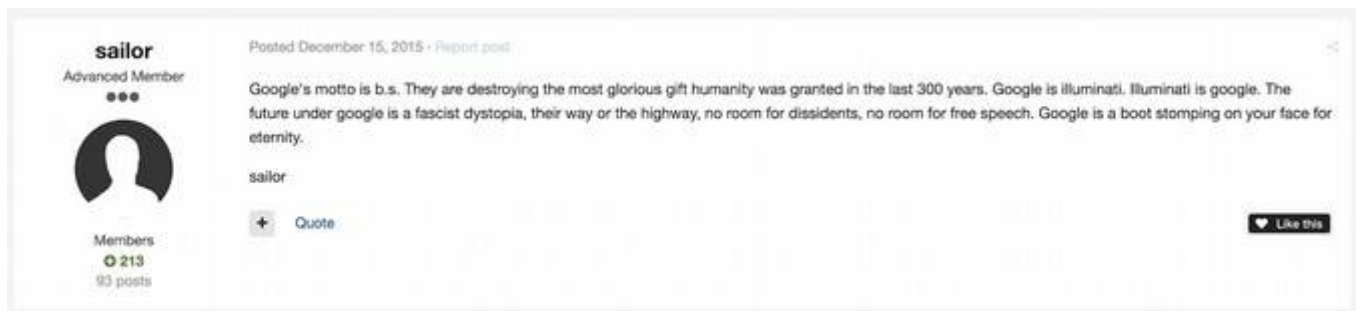 sailor
Advanced Member
Members
213
93 posts
Posted December 15, 2015 · Report post
Google's motto is b.s. They are destroying the most glorious gift humanity was granted in the last 300 years. Google is illuminati. Illuminati is google. The
future under google is a fascist dystopia, their way or the highway, no room for dissidents, no room for free speech. Google is a boot stomping on your face for
eternity.
sailor
+ Quote
Like this